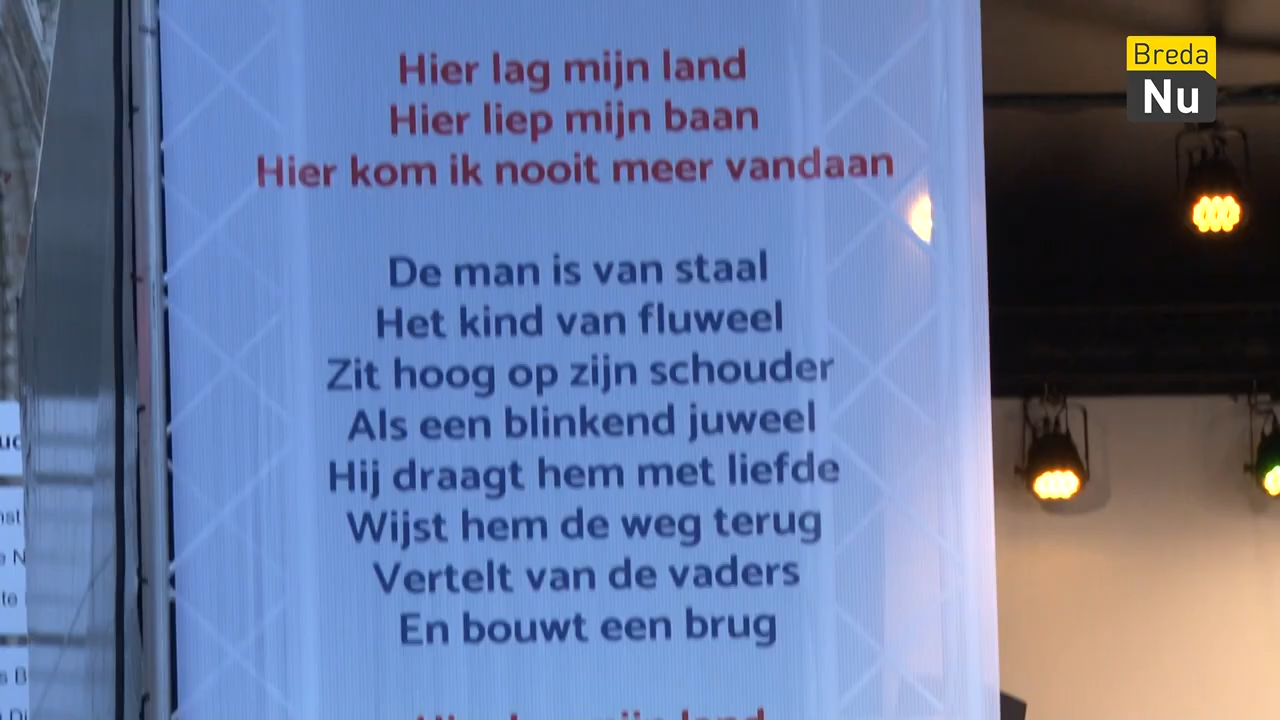 Breda
Nu
Hier lag mijn land
Hier liep mijn baan
Hier kom ik nooit meer vandaan
De man is van staal
Het kind van fluweel
Zit hoog op zijn schouder
Als een blinkend juweel
Hij draagt hem met liefde
Wijst hem de weg terug
Vertelt van de vaders
En bouwt een brug